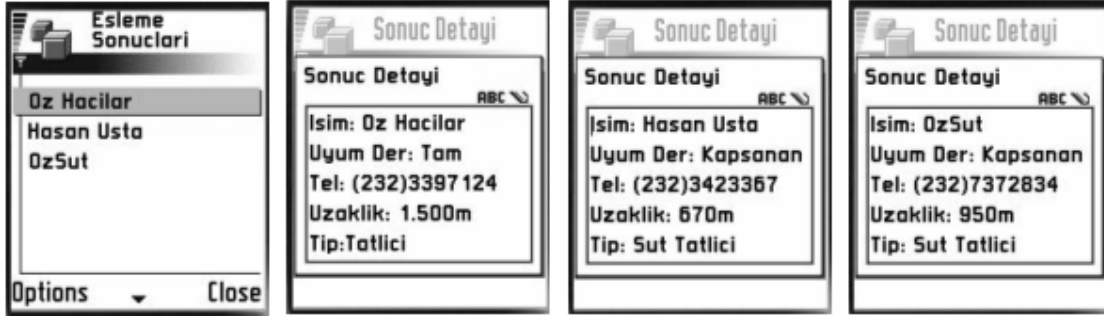 Esleme
Sonuclari
Oz Hacilar
Hasan Usta
OzSut
Options
Close
Sonuc Detayi
Sonuc Detayi
ABC
Isim: Oz Hacilar
Uyum Der: Tam
Tel: (232)3397124
Uzaklik: 1.500m
Tip:Tatlici
Sonuc Detayi
Sonuc Detayi
ABC
Isim: Hasan Usta
Uyum Der: Kapsanan
Tel: (232)3423367
Uzaklik: 670m
Tip: Sut Tatlici
Sonuc Detayi
Sonuc Detayi
ABC
Isim: OzSut
Uyum Der: Kapsanan
Tel: (232)7372834
Uzaklik: 950m
Tip: Sut Tatlici